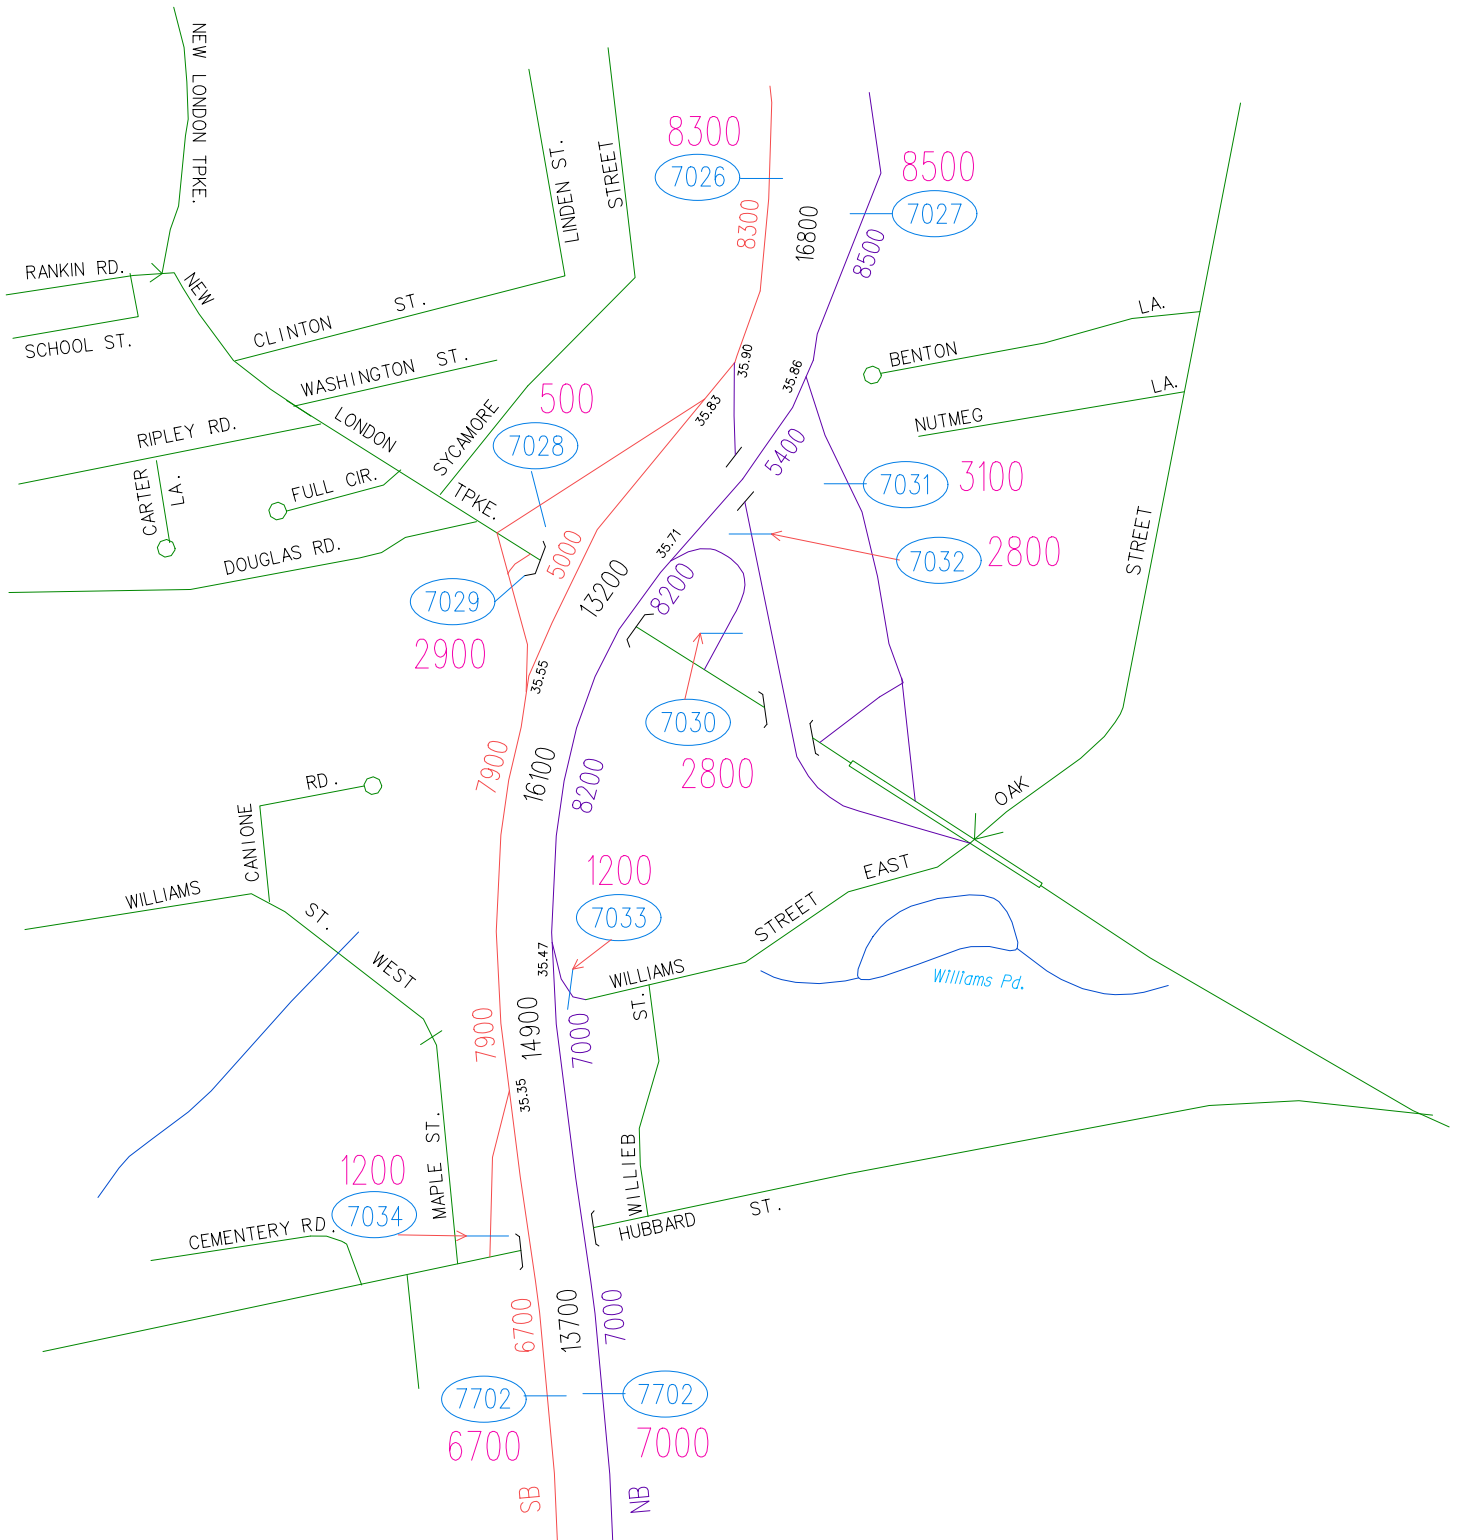 NEW LONDON TPKE.
LINDEN ST.
STREET
8300
7026
8300
16800
8500
7027
8500
RANKIN RD.
NEW
SCHOOL ST.
CLINTON ST.
WASHINGTON ST.
LA.
BENTON
35.90
35.86
35.83
LA.
NUTMEG
500
7028
SYCAMORE
LONDON
RIPLEY RD.
CARTER LA.
FULL CIR.
TPKE.
DOUGLAS RD.
5400
7031
3100
7032
2800
STREET
5000
35.71
13200
8200
7029
2900
35.55
7030
2800
7900
16100
8200
RD.
CANIONE
OAK
WILLIAMS
ST.
WEST
1200
7033
EAST
STREET
WILLIAMS
35.47
Williams Pd.
ST.
7900
14900
7000
35.35
MAPLE ST.
WILLIEB
1200
7034
CEMENTERY RD.
HUBBARD ST.
6700
13700
7000
7702
7702
6700
7000
SB
NB